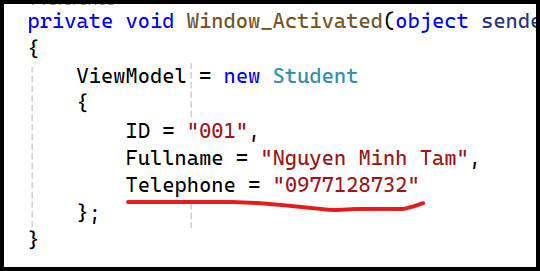 private void Window_Activated(object sende
{
ViewModel = new Student
{
ID = "001",
Fullname = "Nguyen Minh Tam",
Telephone = "0977128732"
};
}